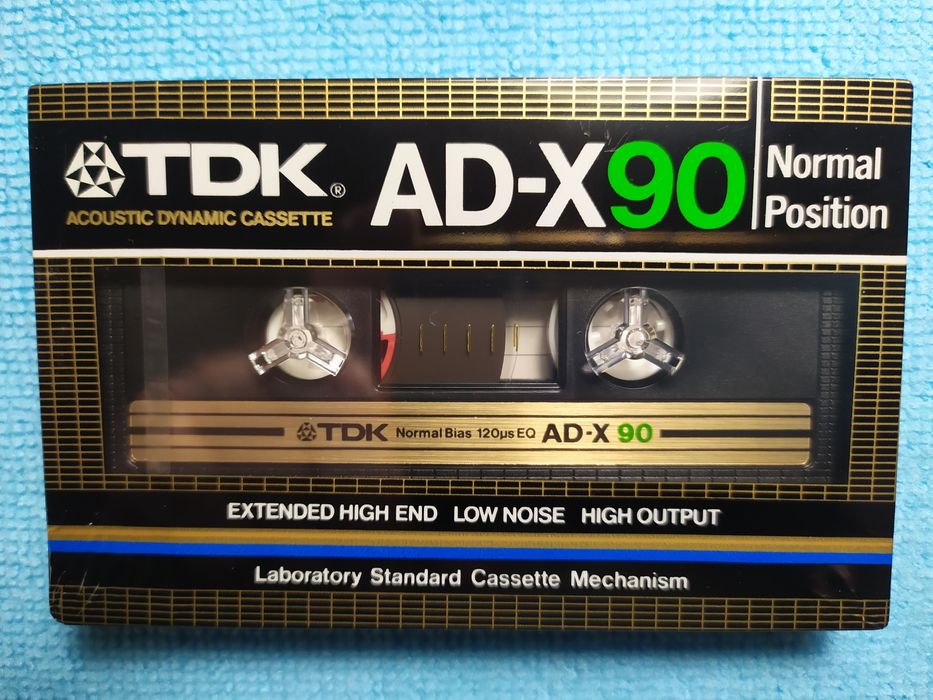 TDK® AD-X90 Normal Position
ACOUSTIC DYNAMIC CASSETTE
TDK Normal Bias 120μs EQ AD-X 90
EXTENDED HIGH END LOW NOISE HIGH OUTPUT
Laboratory Standard Cassette Mechanism